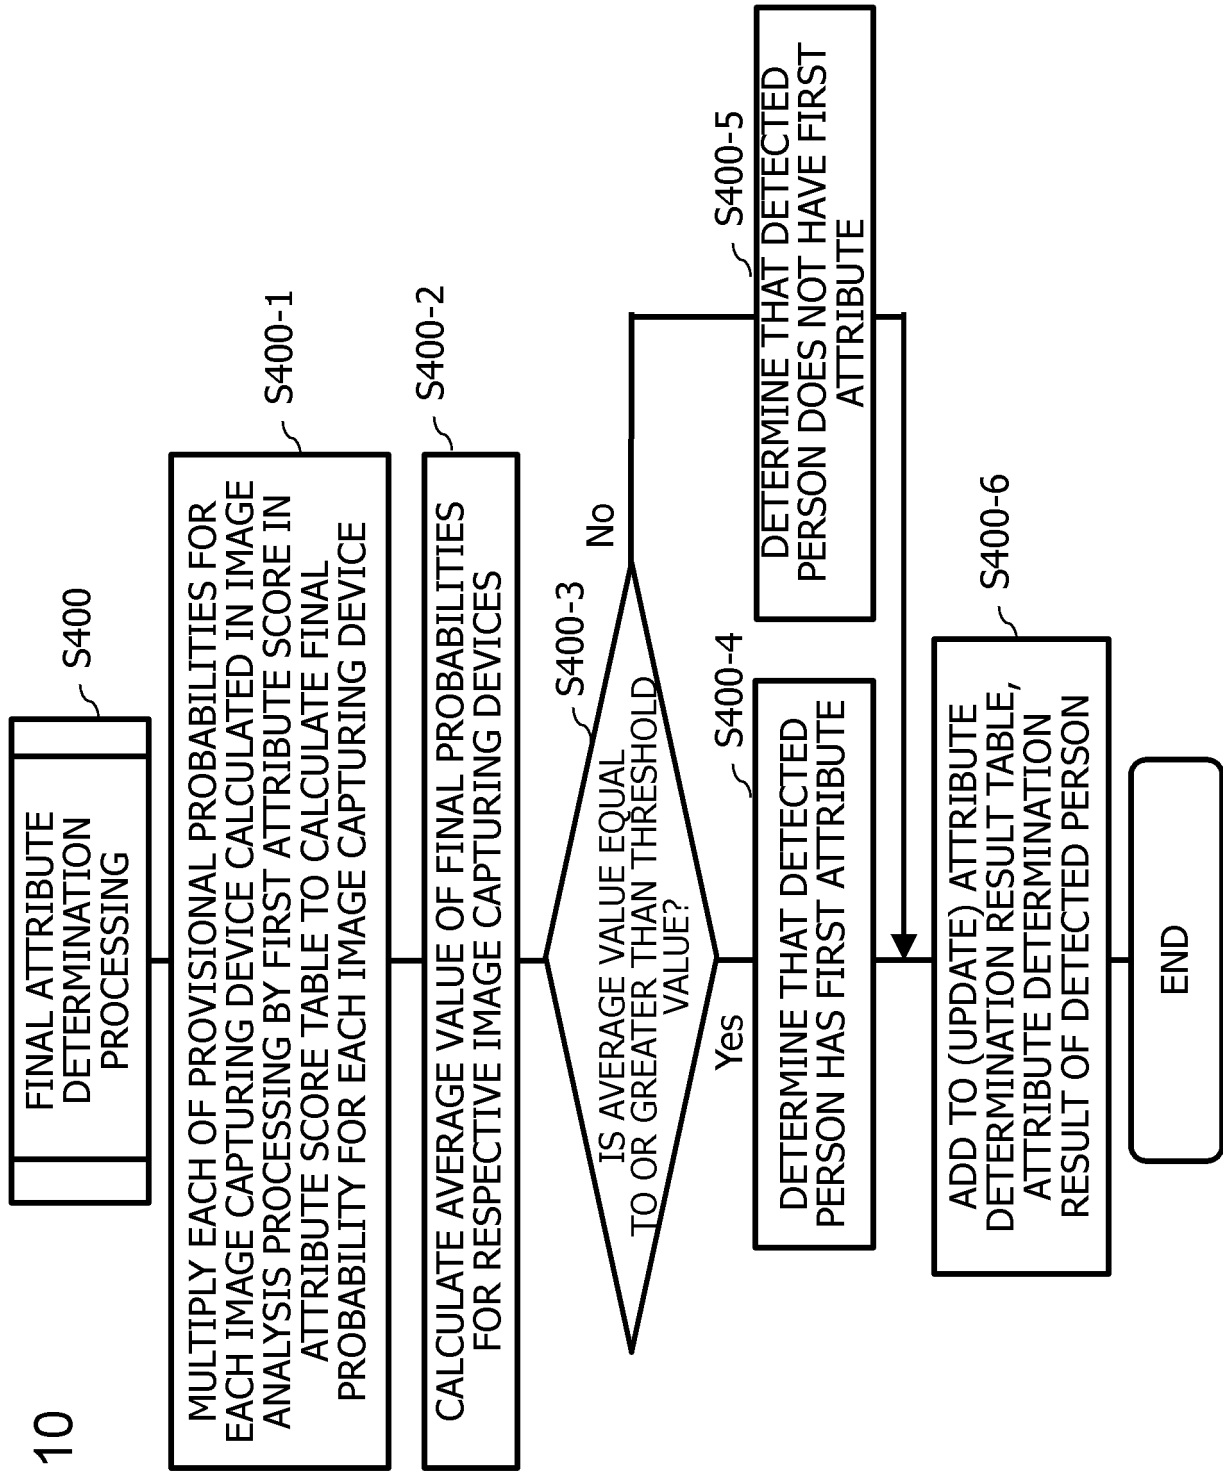 10
FINAL ATTRIBUTE
DETERMINATION
PROCESSING
S400
MULTIPLY EACH OF PROVISIONAL PROBABILITIES FOR
EACH IMAGE CAPTURING DEVICE CALCULATED IN IMAGE
ANALYSIS PROCESSING BY FIRST ATTRIBUTE SCORE IN
ATTRIBUTE SCORE TABLE TO CALCULATE FINAL
PROBABILITY FOR EACH IMAGE CAPTURING DEVICE
S400-1
CALCULATE AVERAGE VALUE OF FINAL PROBABILITIES
FOR RESPECTIVE IMAGE CAPTURING DEVICES
S400-2
IS AVERAGE VALUE EQUAL
TO OR GREATER THAN THRESHOLD
VALUE?
S400-3
No
Yes
DETERMINE THAT DETECTED
PERSON HAS FIRST ATTRIBUTE
S400-4
DETERMINE THAT DETECTED
PERSON DOES NOT HAVE FIRST
ATTRIBUTE
S400-5
ADD TO (UPDATE) ATTRIBUTE
DETERMINATION RESULT TABLE,
ATTRIBUTE DETERMINATION
RESULT OF DETECTED PERSON
S400-6
END